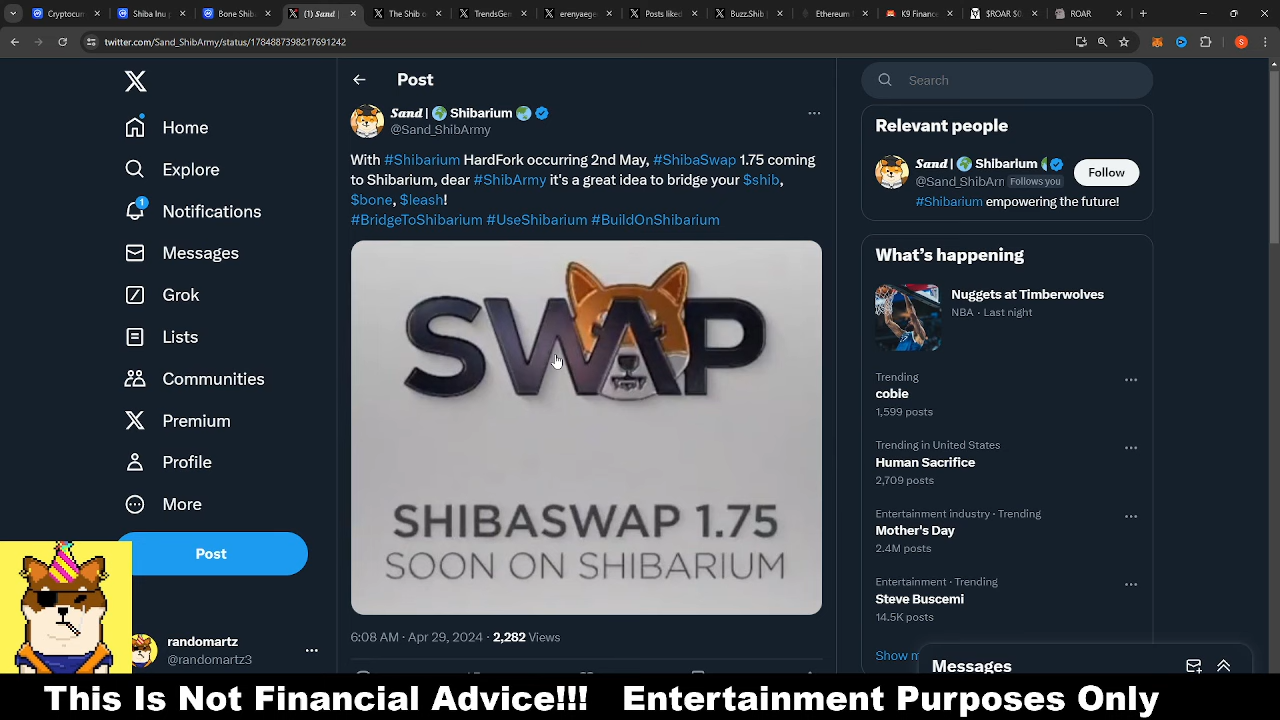 Cryptocurr
Shiba Inu p
Bone Shib
(1) Sand |
The Shib o
TrendsGen
erenyaege
Posts liked
Buzz.Shib |
Ethereum
K9 Financ
$ROAR $0
ROAR
twitter.com/Sand_ShibArmy/status/1784887398217691242
S
Home
Explore
1
Notifications
Messages
Grok
Lists
Communities
Premium
Profile
More
Post
randomartz
@randomartz3
Post
Sand | Shibarium
@Sand_ShibArmy
With #Shibarium HardFork occurring 2nd May, #ShibaSwap 1.75 coming
to Shibarium, dear #ShibArmy it's a great idea to bridge your $shib,
$bone, $leash!
#BridgeToShibarium #UseShibarium #BuildOnShibarium
SWAP
SHIBASWAP 1.75
SOON ON SHIBARIUM
6:08 AM · Apr 29, 2024 · 2,282 Views
Search
Relevant people
Sand | Shibarium
@Sand_ShibArm Follows you
Follow
#Shibarium empowering the future!
What's happening
Nuggets at Timberwolves
NBA · Last night
Trending
coble
1,599 posts
Trending in United States
Human Sacrifice
2,709 posts
Entertainment industry · Trending
Mother's Day
2.4M posts
Entertainment · Trending
Steve Buscemi
14.5K posts
Show m
Messages
This Is Not Financial Advice!!! Entertainment Purposes Only